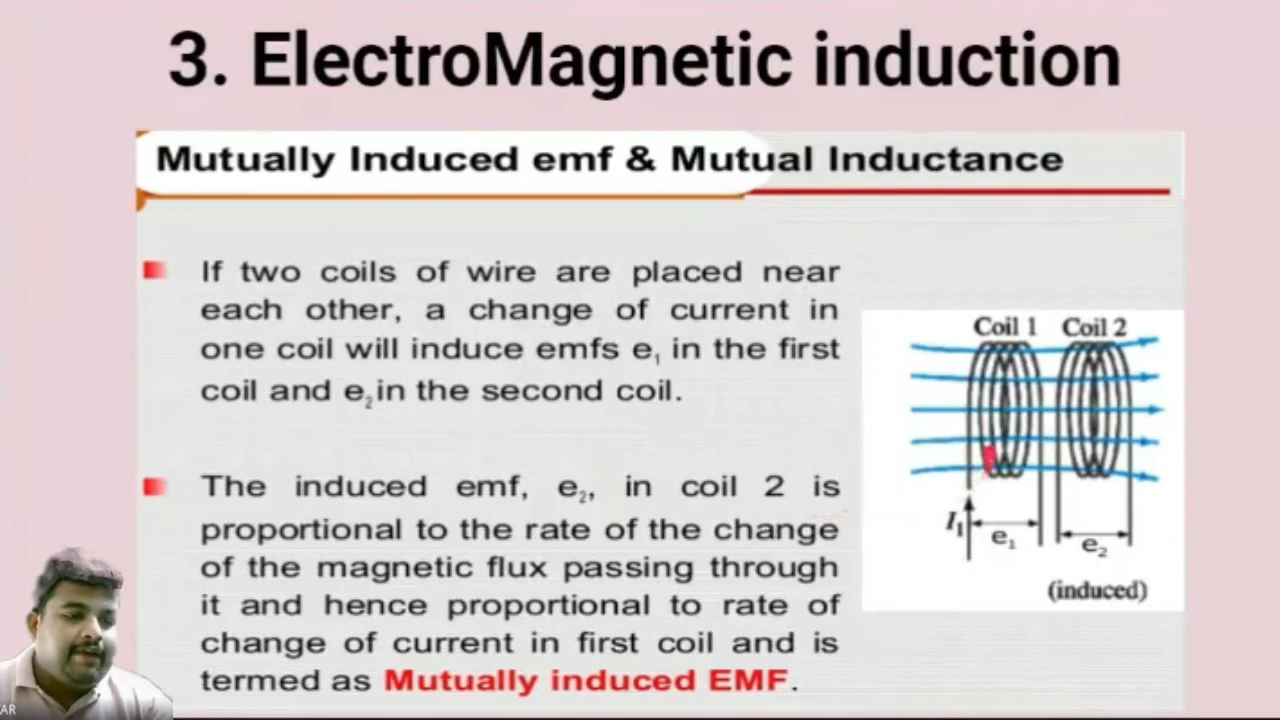 3. ElectroMagnetic induction
Mutually Induced emf & Mutual Inductance
If two coils of wire are placed near
each other, a change of current in
one coil will induce emfs e₁ in the first
coil and e₂ in the second coil.
The induced emf, e₂, in coil 2 is
proportional to the rate of the change
of the magnetic flux passing through
it and hence proportional to rate of
change of current in first coil and is
termed as Mutually induced EMF.
Coil 1 Coil 2
I₁ e₁ e₂
(induced)
AR